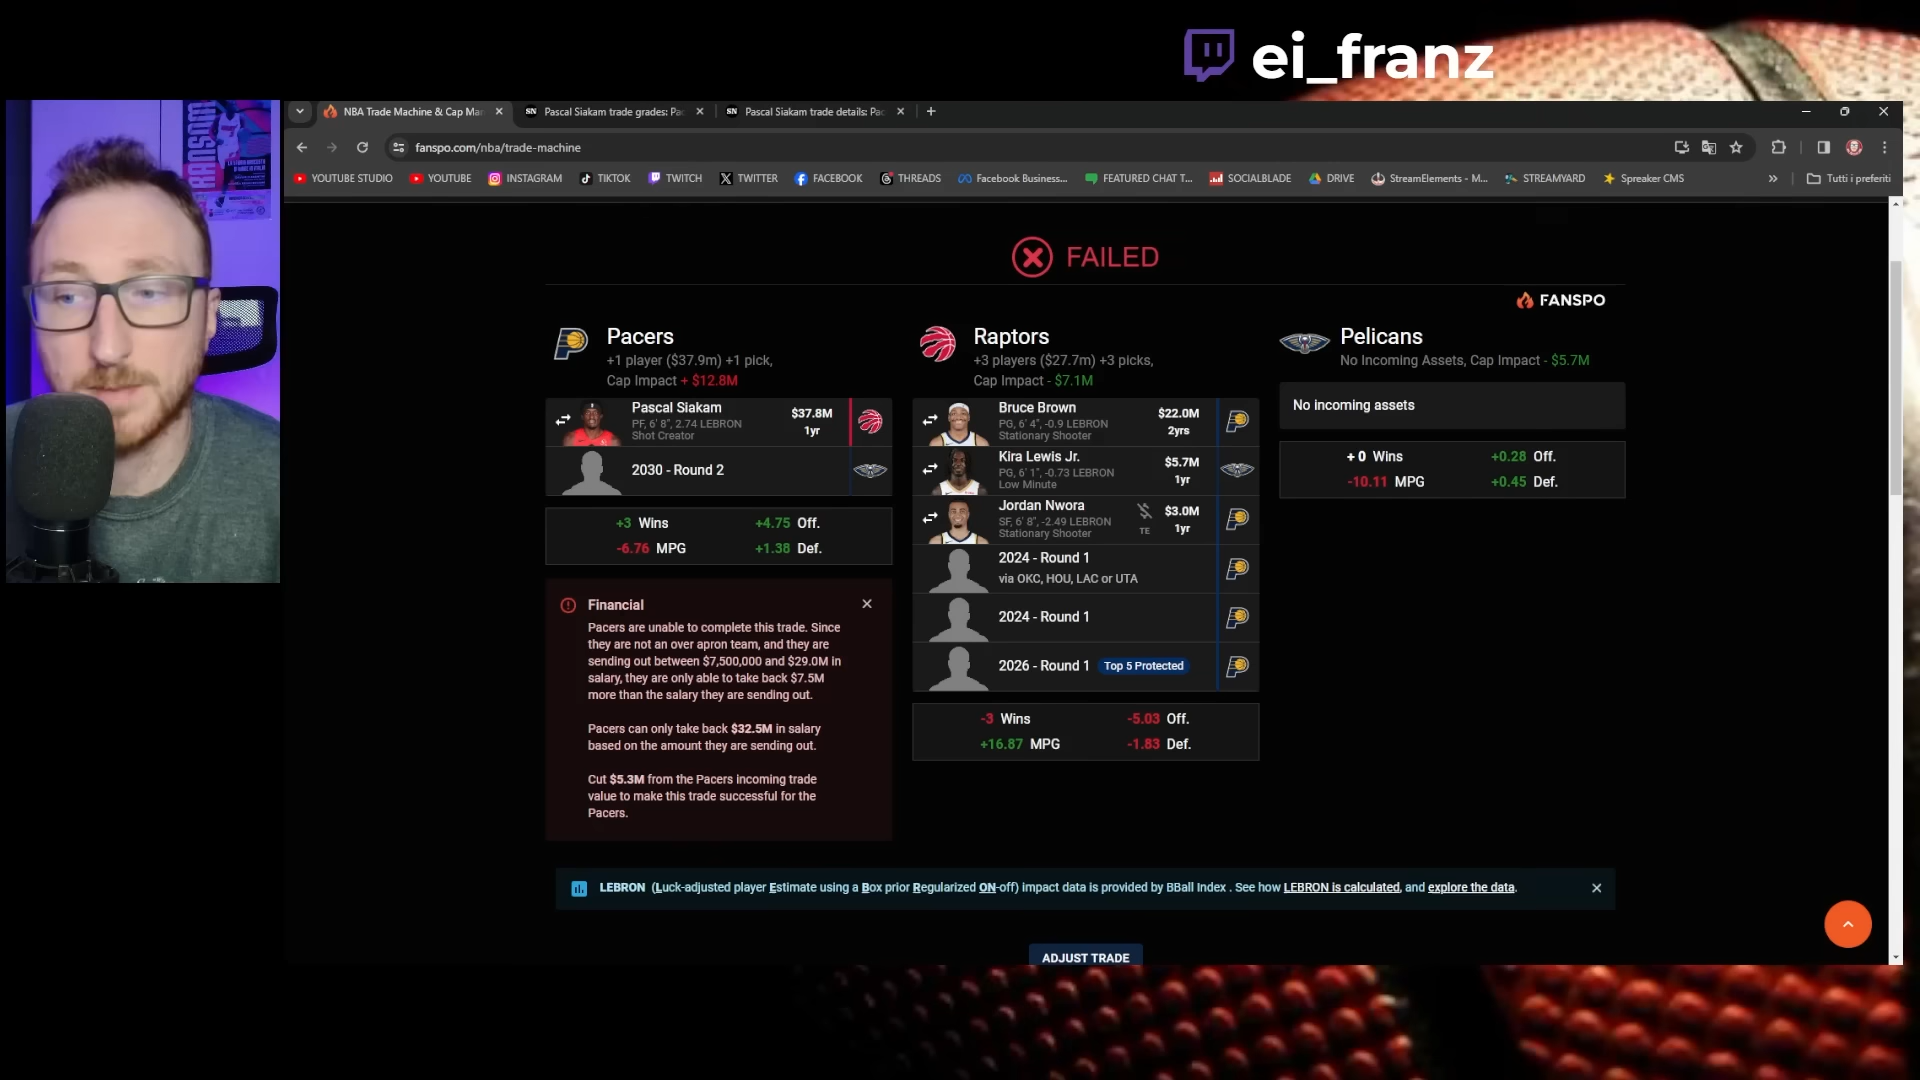 ei_franz
NBA Trade Machine & Cap Man
SN Pascal Siakam trade grades: Pac
SN Pascal Siakam trade details: Pac
fanspo.com/nba/trade-machine
YOUTUBE STUDIO
YOUTUBE
INSTAGRAM
TIKTOK
TWITCH
TWITTER
FACEBOOK
THREADS
Facebook Business...
FEATURED CHAT T...
SOCIALBLADE
DRIVE
StreamElements - M...
STREAMYARD
Spreaker CMS
Tutti i preferiti
FAILED
FANSPO
Pacers
+1 player ($37.9m) +1 pick,
Cap Impact + $12.8M
Pascal Siakam
PF, 6' 8", 2.74 LEBRON
Shot Creator
$37.8M
1yr
2030 - Round 2
+3 Wins
+4.75 Off.
-6.76 MPG
+1.38 Def.
Financial
Pacers are unable to complete this trade. Since
they are not an over apron team, and they are
sending out between $7,500,000 and $29.0M in
salary, they are only able to take back $7.5M
more than the salary they are sending out.
Pacers can only take back $32.5M in salary
based on the amount they are sending out.
Cut $5.3M from the Pacers incoming trade
value to make this trade successful for the
Pacers.
Raptors
+3 players ($27.7m) +3 picks,
Cap Impact - $7.1M
Bruce Brown
PG, 6' 4", -0.9 LEBRON
Stationary Shooter
$22.0M
2yrs
Kira Lewis Jr.
PG, 6' 1", -0.73 LEBRON
Low Minute
$5.7M
1yr
Jordan Nwora
SF, 6' 8", -2.49 LEBRON
Stationary Shooter
TE
$3.0M
1yr
2024 - Round 1
via OKC, HOU, LAC or UTA
2024 - Round 1
2026 - Round 1 Top 5 Protected
-3 Wins
-5.03 Off.
+16.87 MPG
-1.83 Def.
Pelicans
No Incoming Assets, Cap Impact - $5.7M
No incoming assets
+ 0 Wins
+0.28 Off.
-10.11 MPG
+0.45 Def.
LEBRON (Luck-adjusted player Estimate using a Box prior Regularized ON-off) impact data is provided by BBall Index . See how LEBRON is calculated, and explore the data.
ADJUST TRADE